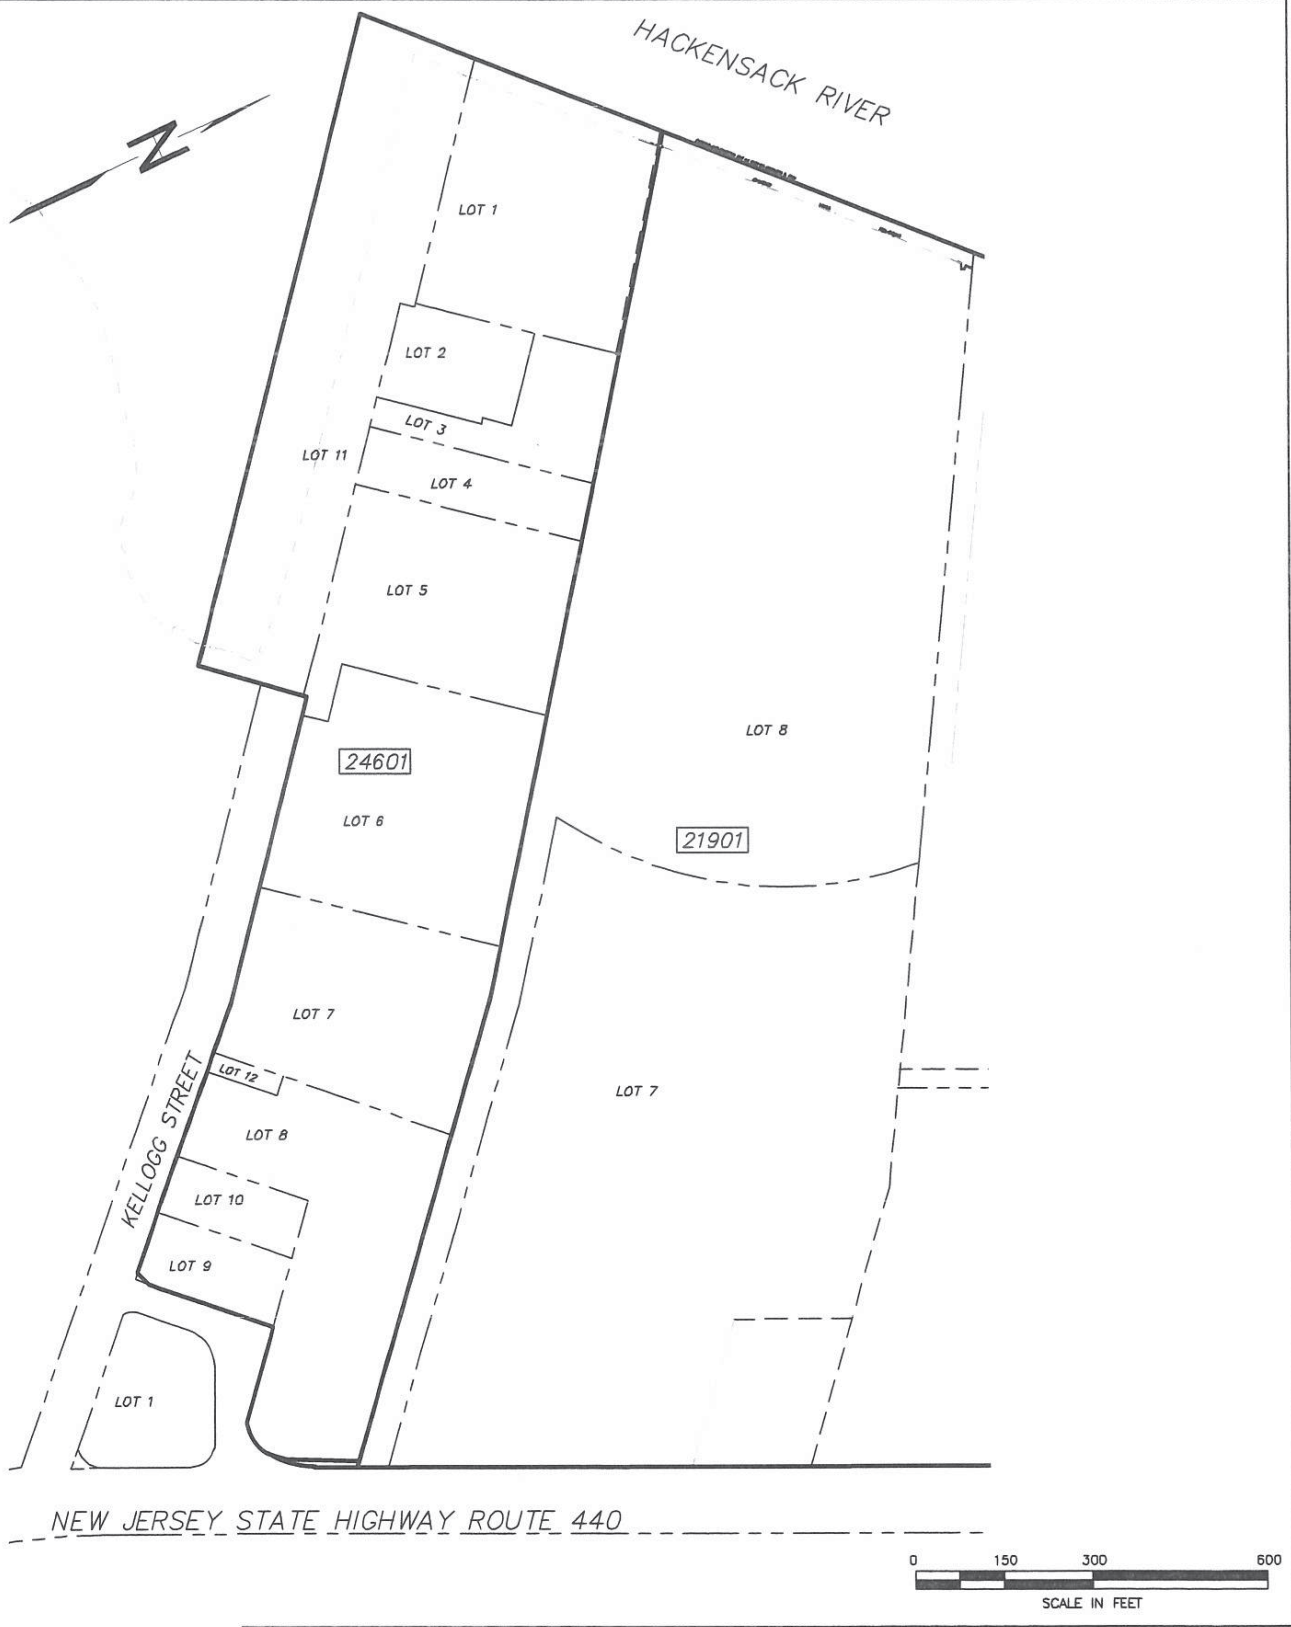 HACKENSACK RIVER
N
LOT 1
LOT 2
LOT 3
LOT 11
LOT 4
LOT 5
LOT 8
24601
LOT 6
21901
LOT 7
LOT 12
LOT 7
KELLOGG STREET
LOT 8
LOT 10
LOT 9
LOT 1
NEW JERSEY STATE HIGHWAY ROUTE 440
0 150 300 600
SCALE IN FEET